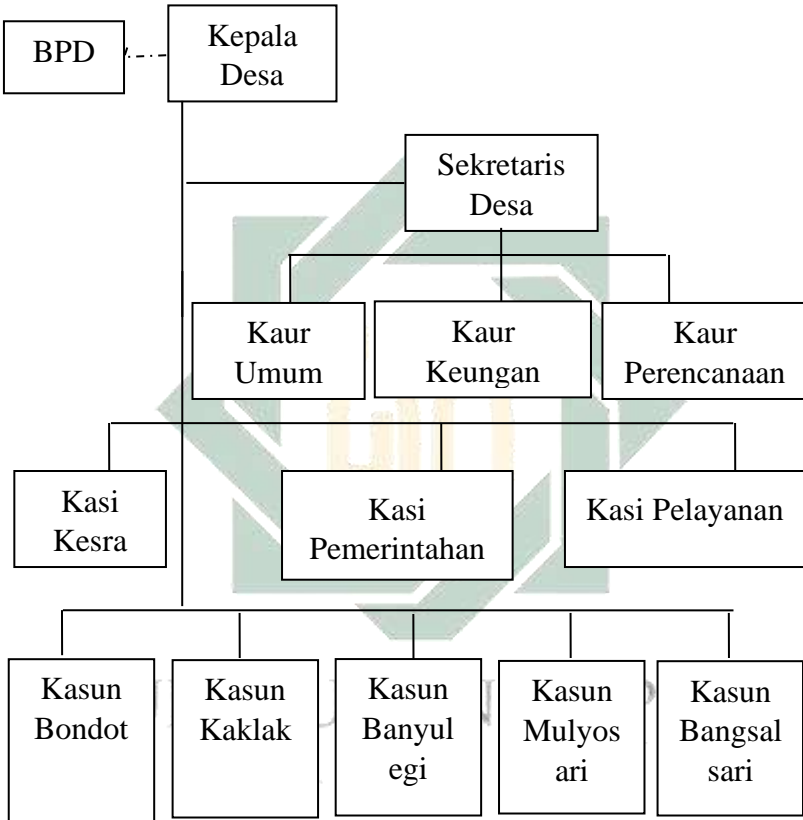 BPD
Kepala
Desa
Sekretaris
Desa
Kaur
Umum
Kaur
Keungan
Kaur
Perencanaan
Kasi
Kesra
Kasi
Pemerintahan
Kasi Pelayanan
Kasun
Bondot
Kasun
Kaklak
Kasun
Banyul
egi
Kasun
Mulyos
ari
Kasun
Bangsal
sari